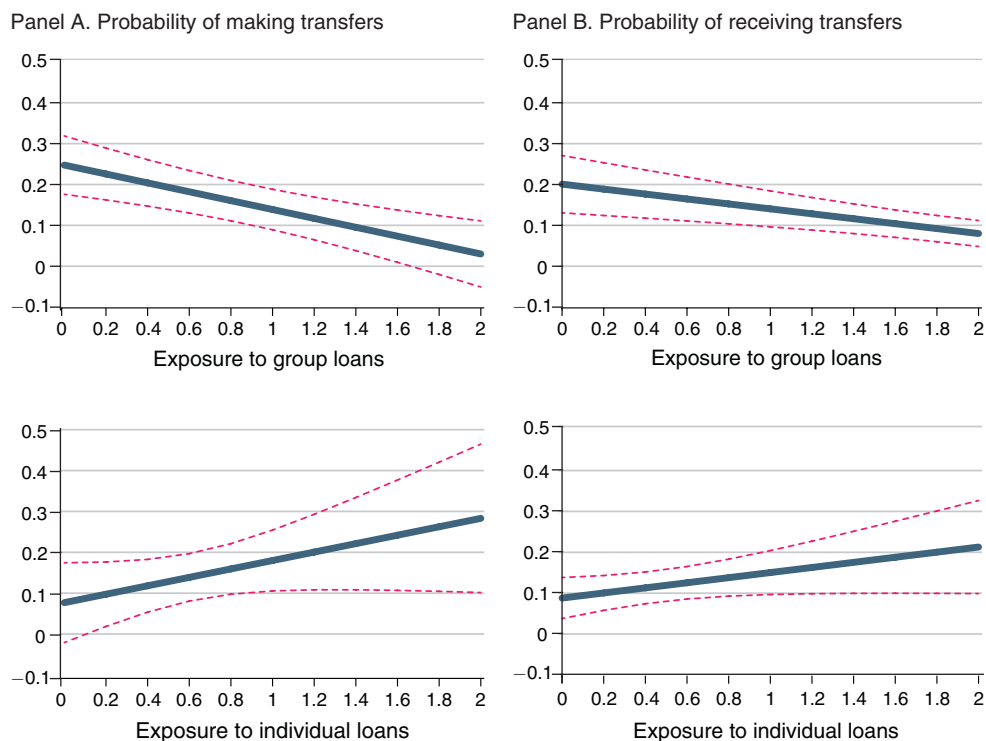 Panel A. Probability of making transfers
0.5
0.4
0.3
0.2
0.1
0
−0.1
0 0.2 0.4 0.6 0.8 1 1.2 1.4 1.6 1.8 2
Exposure to group loans
Panel B. Probability of receiving transfers
0.5
0.4
0.3
0.2
0.1
0
−0.1
0 0.2 0.4 0.6 0.8 1 1.2 1.4 1.6 1.8 2
Exposure to group loans
0.5
0.4
0.3
0.2
0.1
0
−0.1
0 0.2 0.4 0.6 0.8 1 1.2 1.4 1.6 1.8 2
Exposure to individual loans
0.5
0.4
0.3
0.2
0.1
0
−0.1
0 0.2 0.4 0.6 0.8 1 1.2 1.4 1.6 1.8 2
Exposure to individual loans